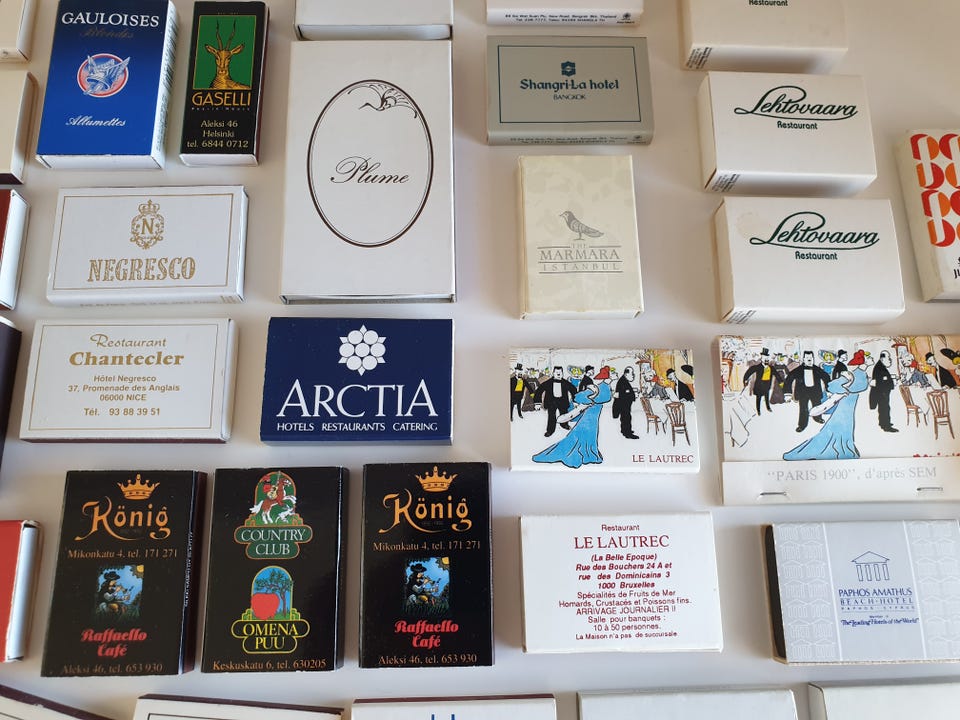 GAULOISES
Blondes
Allumettes
GASELLI
Aleksi 46
Helsinki
tel. 6844 0712
Plume
Shangri-La hotel
BANGKOK
Restaurant
Lehtovaara
Restaurant
N
NEGRESCO
THE
MARMARA
ISTANBUL
Lehtovaara
Restaurant
Restaurant
Chantecler
Hôtel Negresco
37, Promenade des Anglais
06000 NICE
Tél. 93 88 39 51
ARCTIA
HOTELS RESTAURANTS CATERING
LE LAUTREC
"PARIS 1900", d'après SEM
König
Mikonkatu 4, tel. 171 271
Raffaello
Café
Aleksi 46, tel. 653 930
COUNTRY
CLUB
OMENA
PUU
Keskuskatu 6, tel. 630205
König
Mikonkatu 4, tel. 171 271
Raffaello
Café
Aleksi 46, tel. 653 930
Restaurant
LE LAUTREC
(La Belle Epoque)
Rue des Bouchers 24 A et
rue des Dominicains 3
1000 Bruxelles
Spécialités de Fruits de Mer
Homards, Crustacés et Poissons fins.
ARRIVAGE JOURNALIER !!
Salle pour banquets :
10 à 50 personnes.
La Maison n'a pas de succursale
PAPHOS AMATHUS
BEACH·HOTEL
PAPHOS·CYPRUS
Member of
"The Leading Hotels of the World"